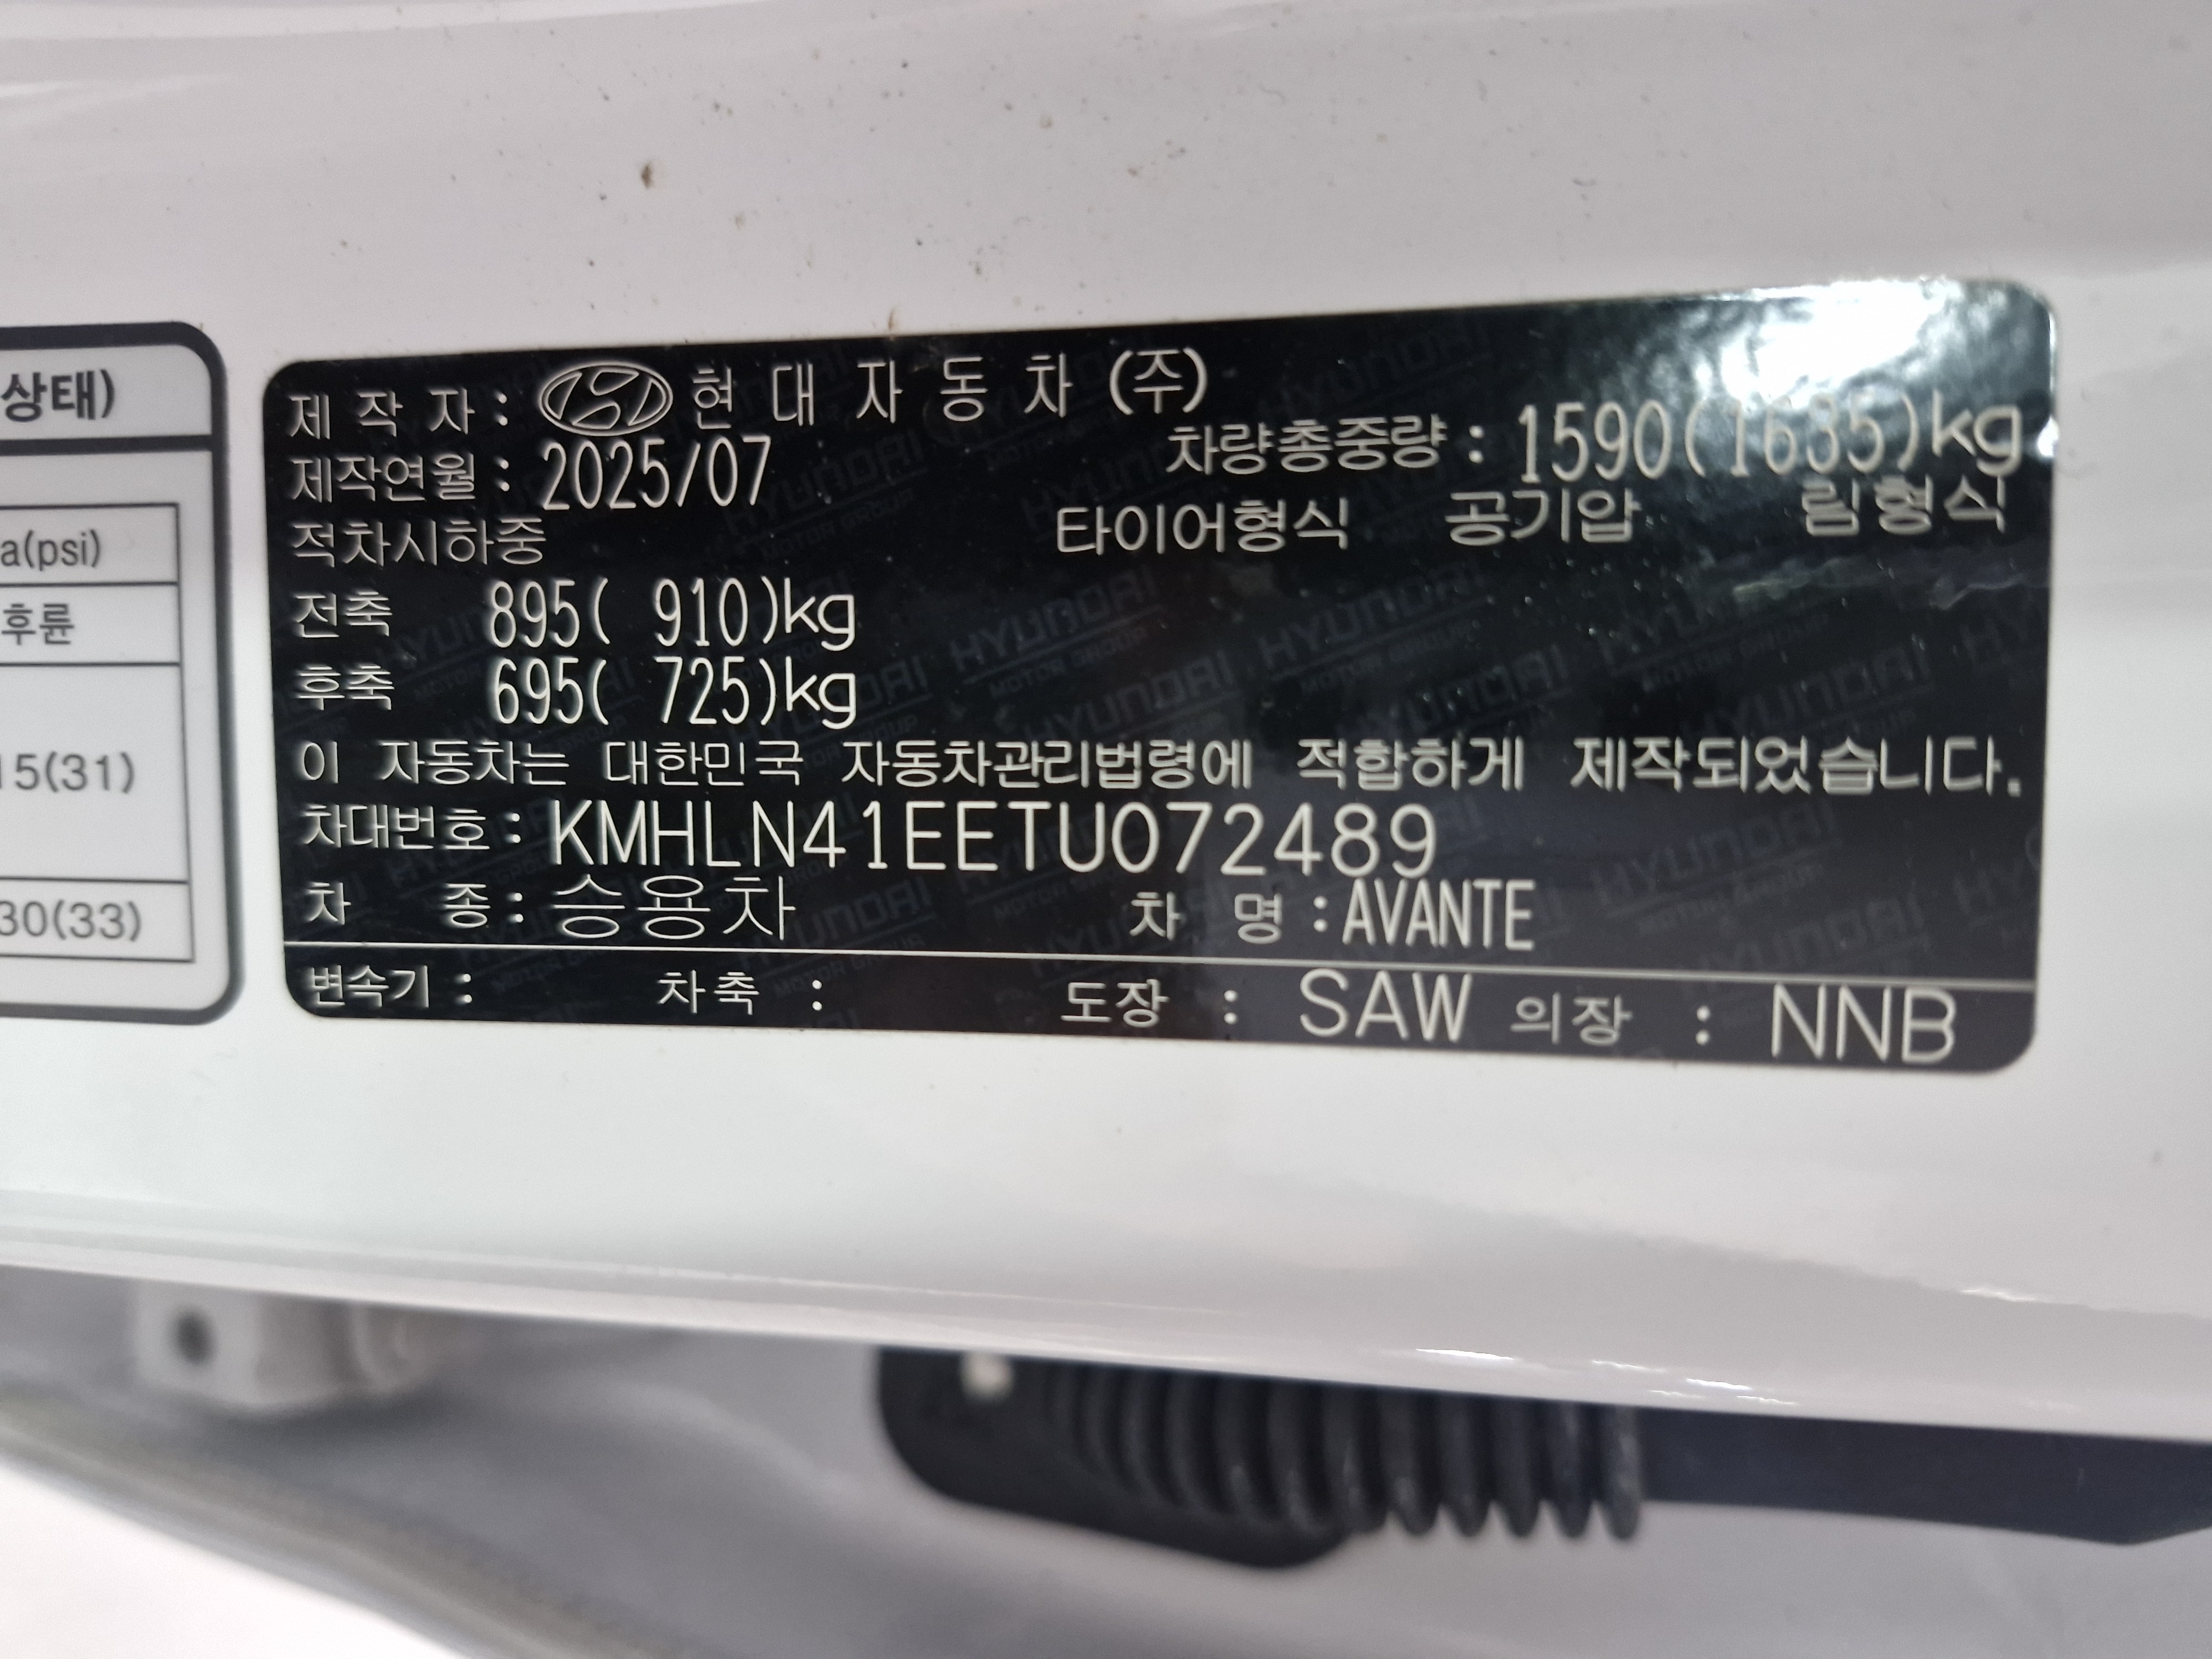 상태)
a(psi)
후륜
15(31)
30(33)
제 작 자 : 현 대 자 동 차 (주)
제작연월 : 2025/07
차량총중량 : 1590(1635)kg
적차시하중
타이어형식 공기압 림형식
전축 895( 910)kg
후축 695( 725)kg
이 자동차는 대한민국 자동차관리법령에 적합하게 제작되었습니다.
차대번호 : KMHLN41EETU072489
차 종 : 승용차 차 명 : AVANTE
변속기 : 차축 : 도장 : SAW 의장 : NNB
HYUNDAI
MOTOR GROUP